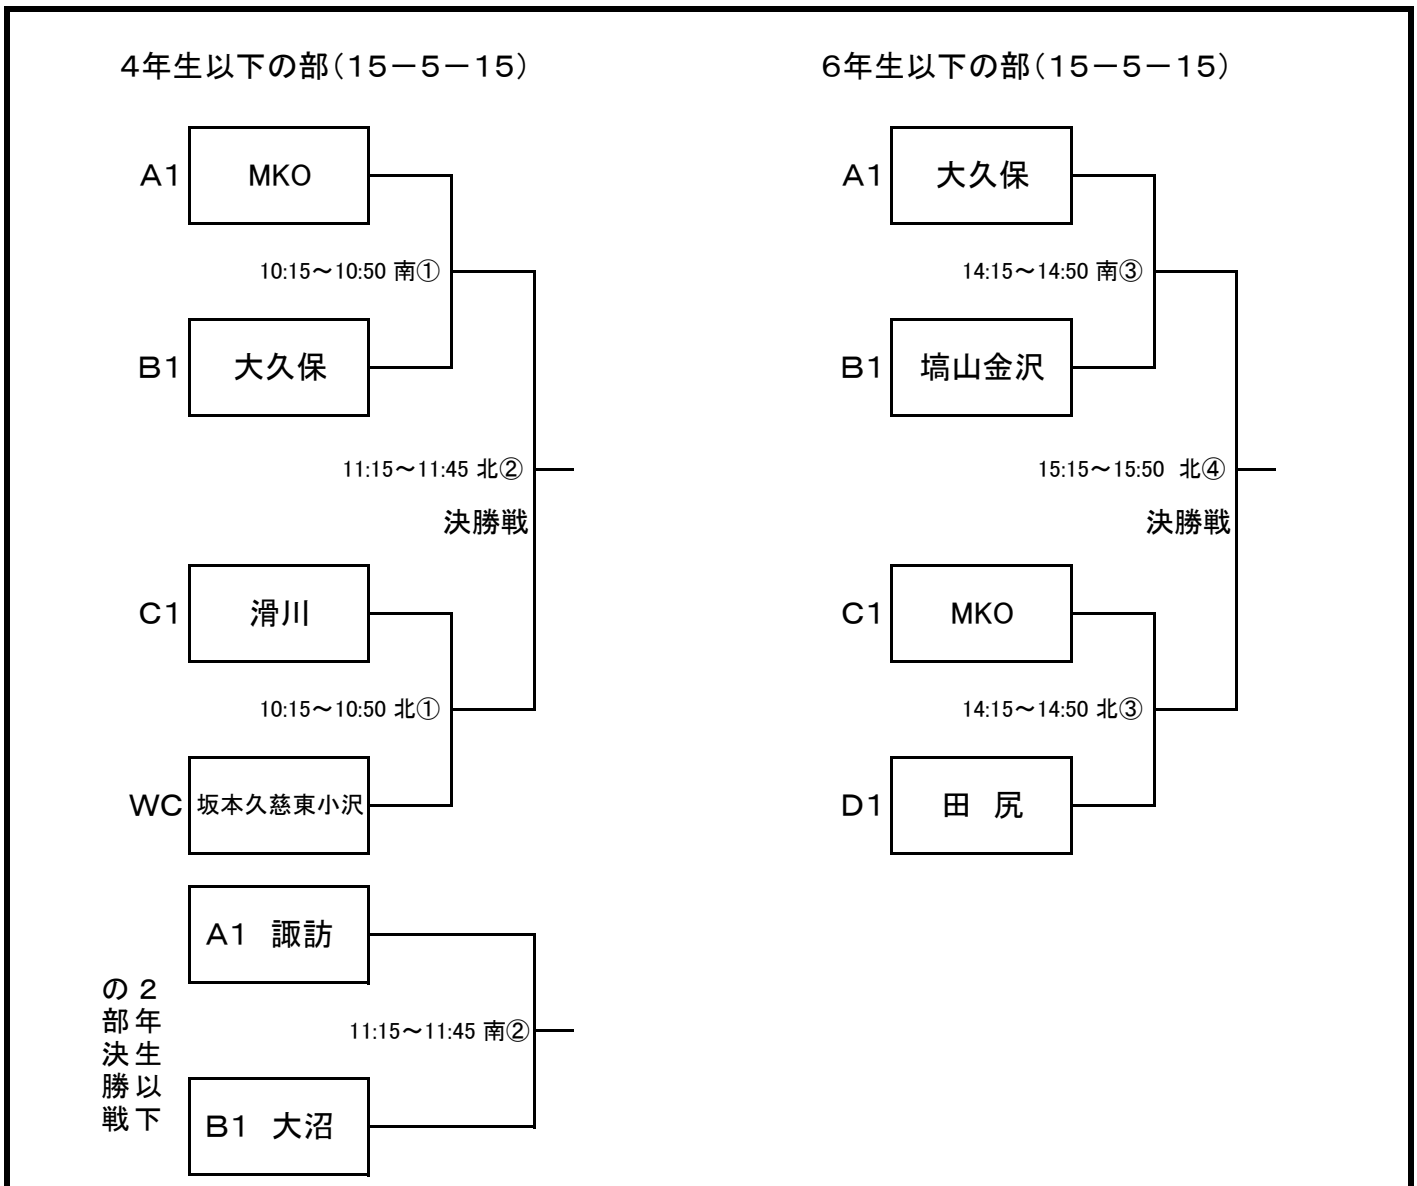 4年生以下の部(15-5-15)
A1 MKO
10:15～10:50 南①
B1 大久保
11:15～11:45 北②
決勝戦
C1 滑川
10:15～10:50 北①
WC 坂本久慈東小沢
2年生以下
の部決勝戦
A1 諏訪
11:15～11:45 南②
B1 大沼
6年生以下の部(15-5-15)
A1 大久保
14:15～14:50 南③
B1 塙山金沢
15:15～15:50 北④
決勝戦
C1 MKO
14:15～14:50 北③
D1 田 尻